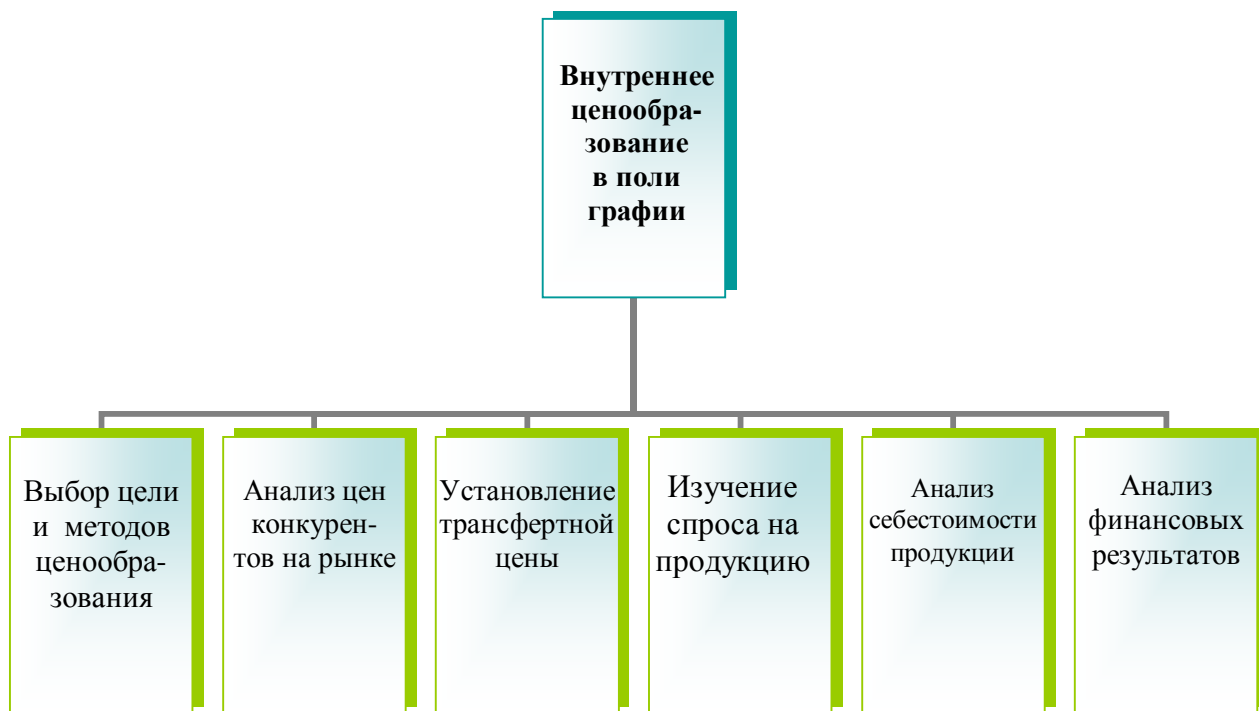 Внутреннее
ценообра-
зование
в поли
графии
Выбор цели
и методов
ценообра-
зования
Анализ цен
конкурен-
тов на рынке
Установление
трансфертной
цены
Изучение
спроса на
продукцию
Анализ
себестоимости
продукции
Анализ
финансовых
результатов